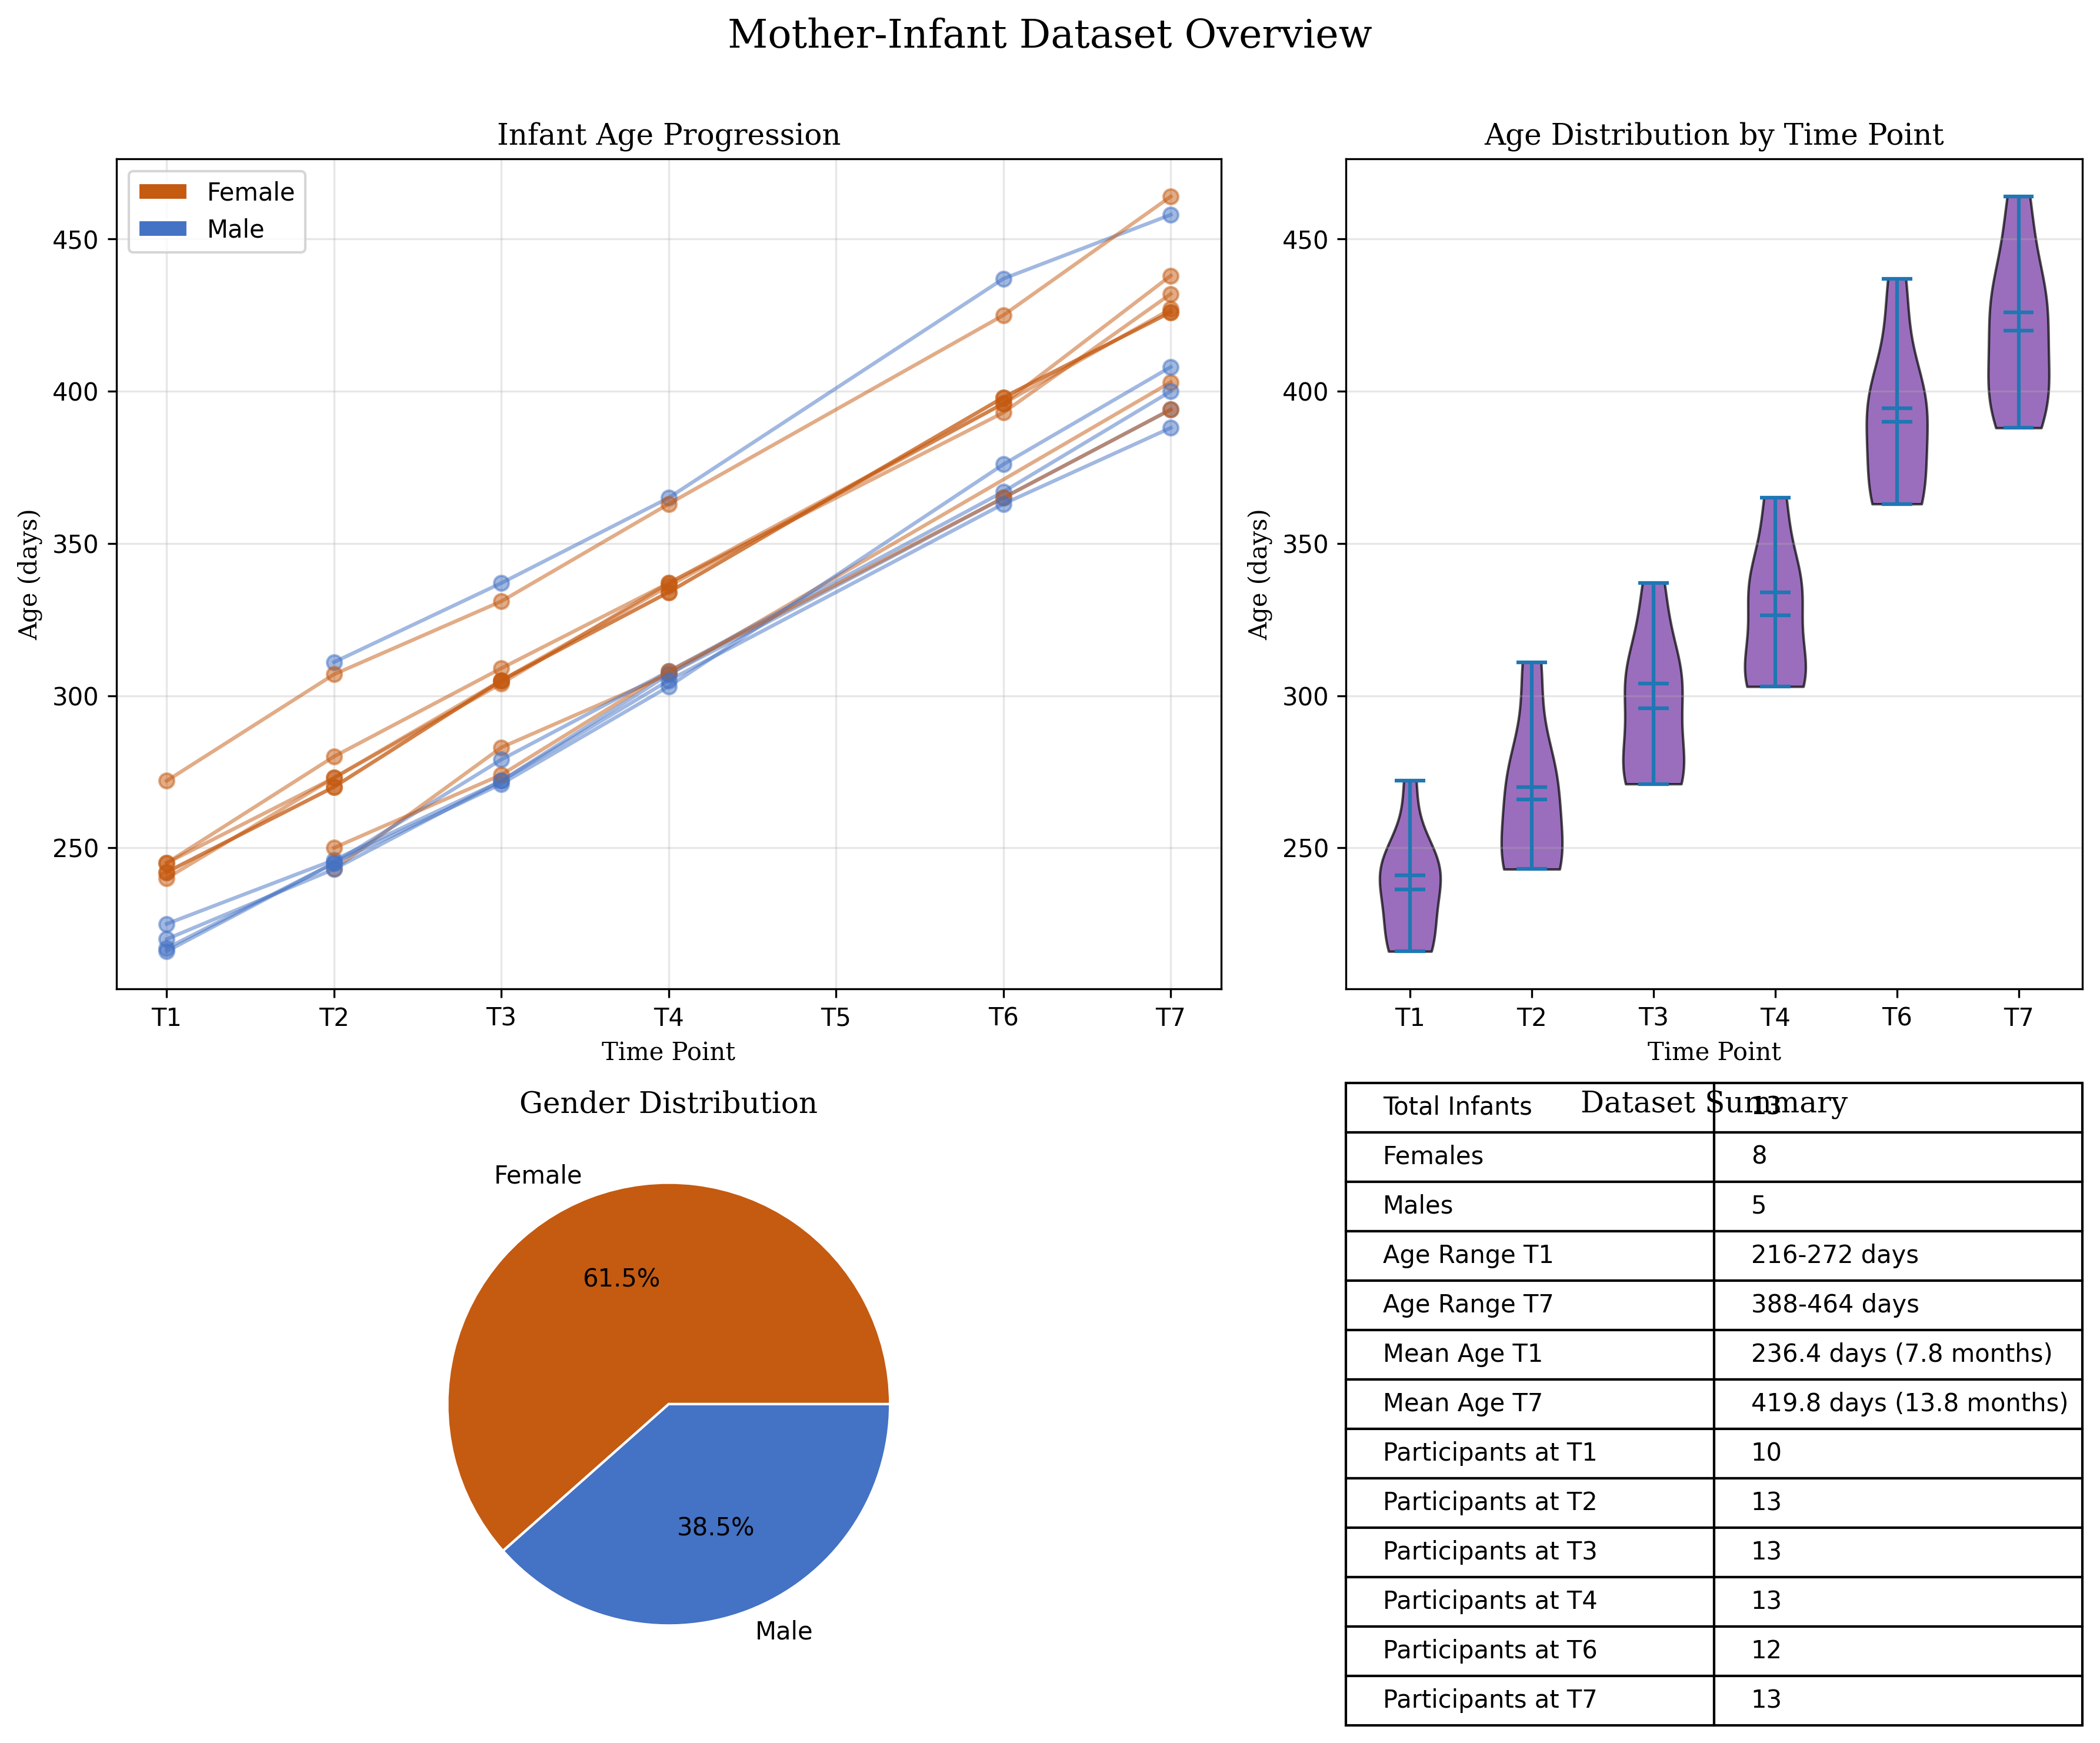 Mother-Infant Dataset Overview
Infant Age Progression
Female
Male
450
400
350
300
250
Age (days)
T1 T2 T3 T4 T5 T6 T7
Time Point
Age Distribution by Time Point
450
400
350
300
250
Age (days)
T1 T2 T3 T4 T6 T7
Time Point
Gender Distribution
Female
61.5%
38.5%
Male
Dataset Summary
Total Infants 13
Females 8
Males 5
Age Range T1 216-272 days
Age Range T7 388-464 days
Mean Age T1 236.4 days (7.8 months)
Mean Age T7 419.8 days (13.8 months)
Participants at T1 10
Participants at T2 13
Participants at T3 13
Participants at T4 13
Participants at T6 12
Participants at T7 13